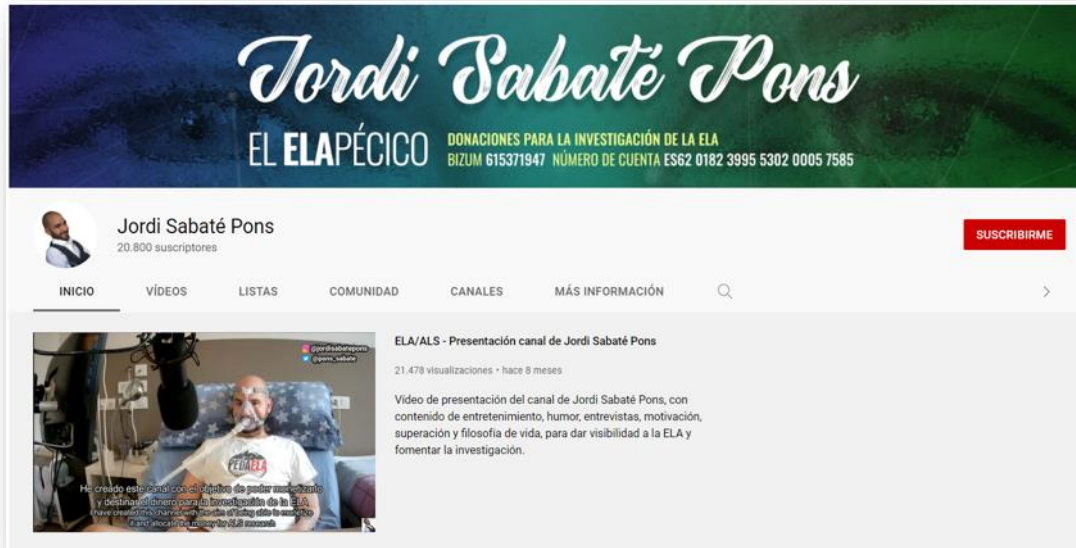 Jordi Sabaté Pons
EL ELAPÉCICO
DONACIONES PARA LA INVESTIGACIÓN DE LA ELA
BIZUM 615371947 NÚMERO DE CUENTA ES62 0182 3995 5302 0005 7585
Jordi Sabaté Pons
20.800 suscriptores
SUSCRIBIRME
INICIO VÍDEOS LISTAS COMUNIDAD CANALES MÁS INFORMACIÓN
@jordisabatepons
@pons_sabate
ELA/ALS - Presentación canal de Jordi Sabaté Pons
21.478 visualizaciones • hace 8 meses
Vídeo de presentación del canal de Jordi Sabaté Pons, con
contenido de entretenimiento, humor, entrevistas, motivación,
superación y filosofía de vida, para dar visibilidad a la ELA y
fomentar la investigación.
He creado este canal con el objetivo de poder monetizarlo
y destinar el dinero para la investigación de la ELA
I have created this channel with the aim of being able to monetize
it and allocate the money for ALS research